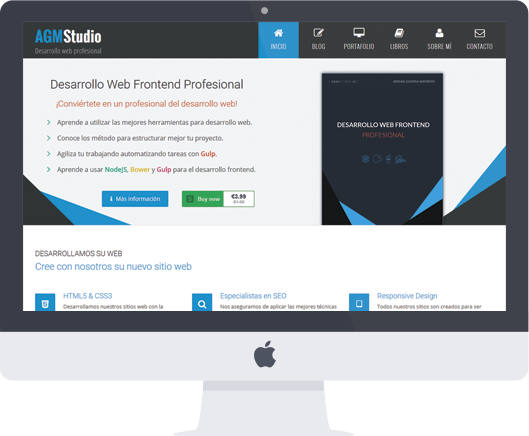 AGMStudio
Desarrollo web profesional
INICIO
BLOG
PORTAFOLIO
LIBROS
SOBRE MÍ
CONTACTO
Desarrollo Web Frontend Profesional
¡Conviértete en un profesional del desarrollo web!
Aprende a utilizar las mejores herramientas para desarrollo web.
Conoce los método para estructurar mejor tu proyecto.
Agiliza tu trabajando automatizando tareas con Gulp.
Aprende a usar NodeJS, Bower y Gulp para el desarrollo frontend.
Más información
Buy now
€3.99
DESARROLLO WEB FRONTEND
PROFESIONAL
DESARROLLAMOS SU WEB
Cree con nosotros su nuevo sitio web
HTML5 & CSS3
Desarrollamos nuestros sitios web con la
Especialistas en SEO
Nos aseguramos de aplicar las mejores técnicas
Responsive Design
Todos nuestros sitios son creados para ser